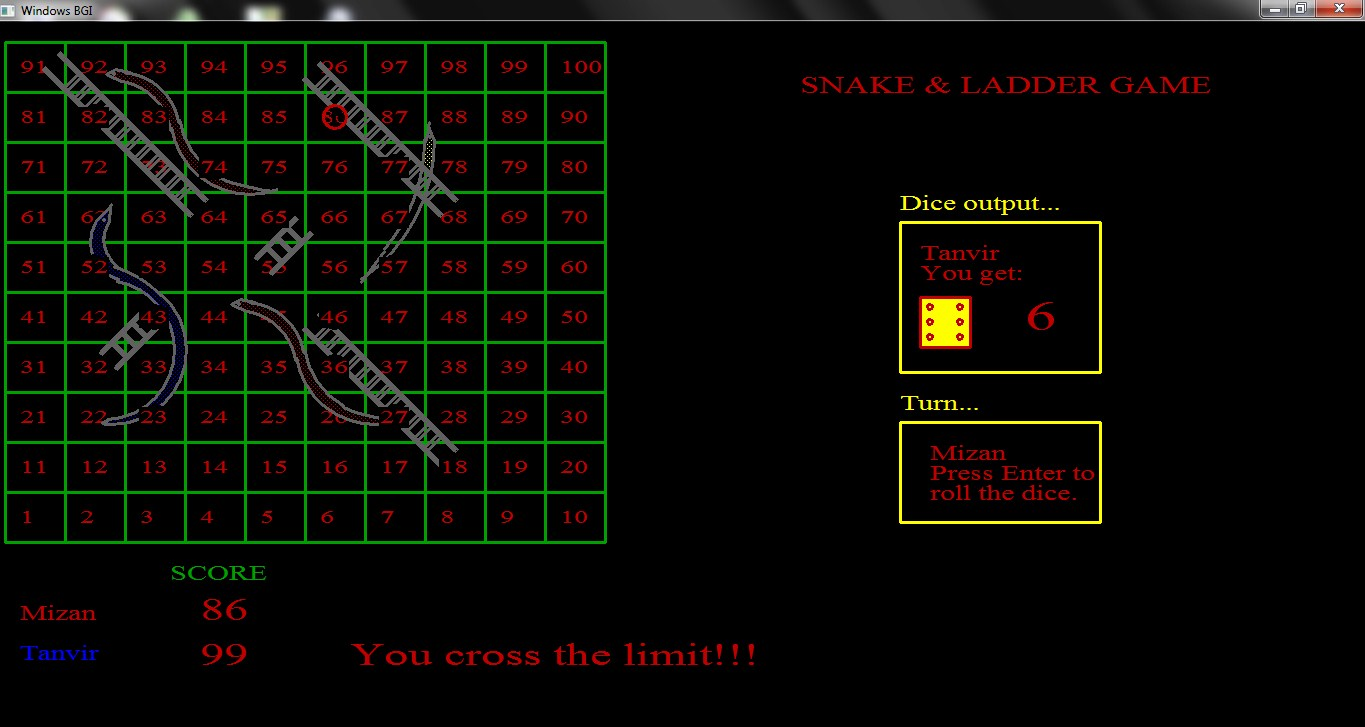 Windows BGI
SNAKE & LADDER GAME
91 92 93 94 95 97 98 99 100
81 82 83 84 85 87 88 89 90
71 72 73 74 75 76 77 78 79 80
61 63 64 65 66 67 68 69 70
51 52 53 54 56 57 58 59 60
41 42 43 44 46 47 48 49 50
31 32 33 34 35 36 37 38 39 40
21 22 23 24 25 27 28 29 30
11 12 13 14 15 16 17 18 19 20
1 2 3 4 5 6 7 8 9 10
Dice output...
Tanvir
You get:
6
Turn...
Mizan
Press Enter to
roll the dice.
SCORE
Mizan 86
Tanvir 99
You cross the limit!!!